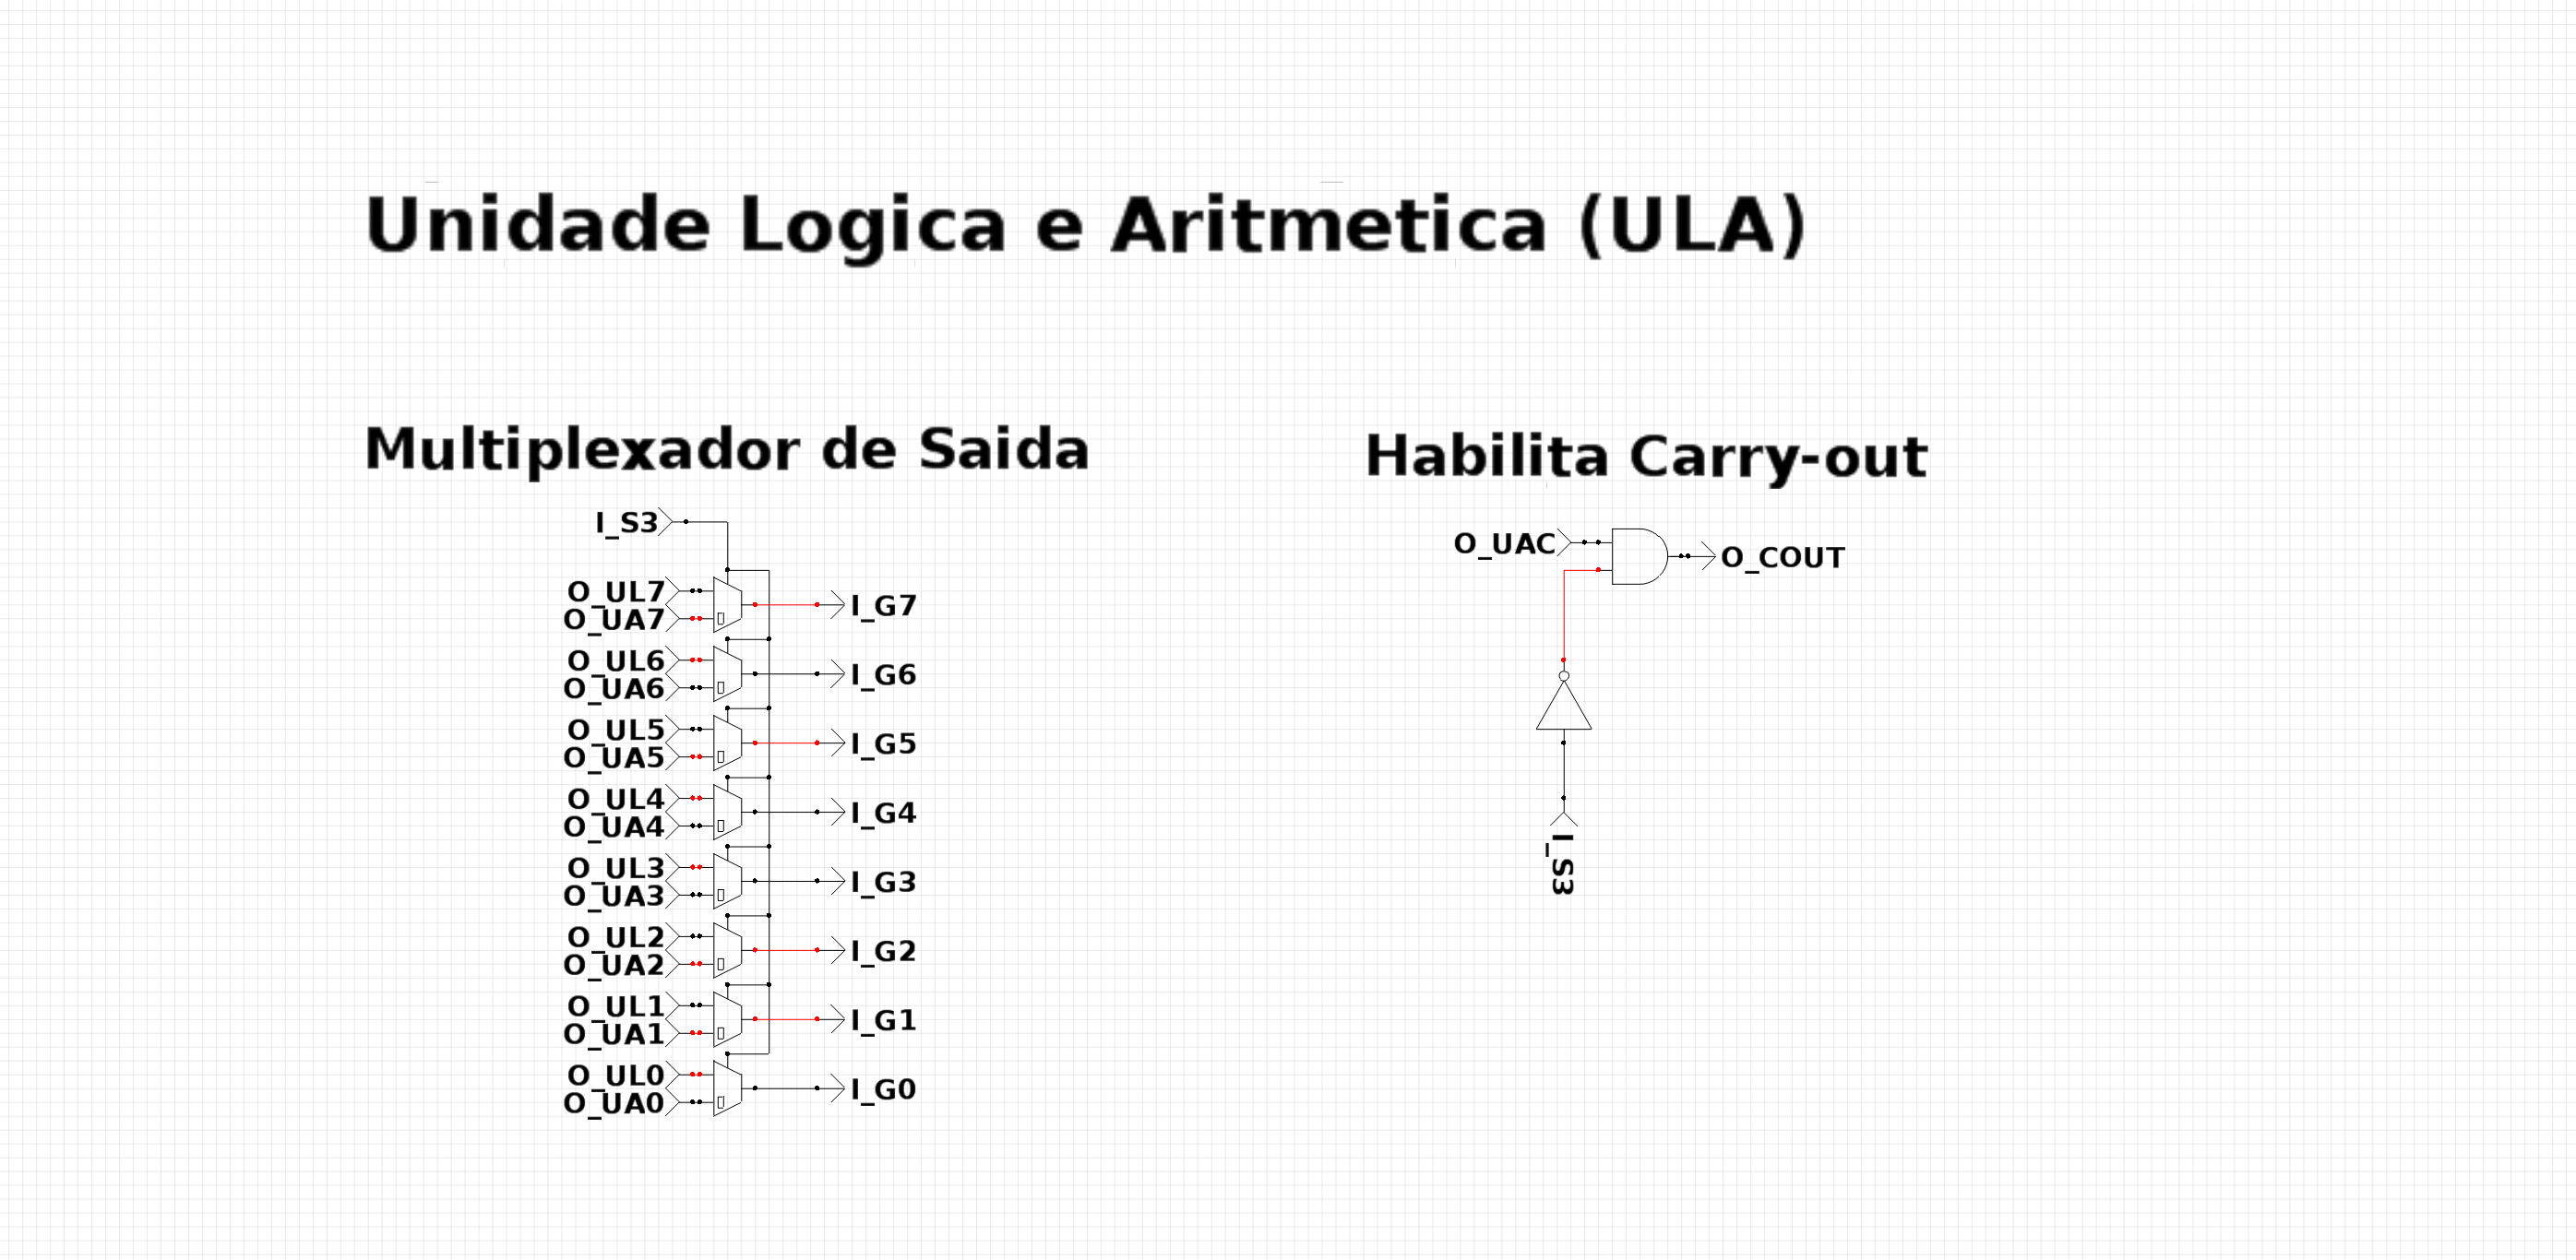 Unidade Logica e Aritmetica (ULA)
Multiplexador de Saida
I_S3
O_UL7
O_UA7
I_G7
O_UL6
O_UA6
I_G6
O_UL5
O_UA5
I_G5
O_UL4
O_UA4
I_G4
O_UL3
O_UA3
I_G3
O_UL2
O_UA2
I_G2
O_UL1
O_UA1
I_G1
O_UL0
O_UA0
I_G0
Habilita Carry-out
O_UAC
O_COUT
I_S3